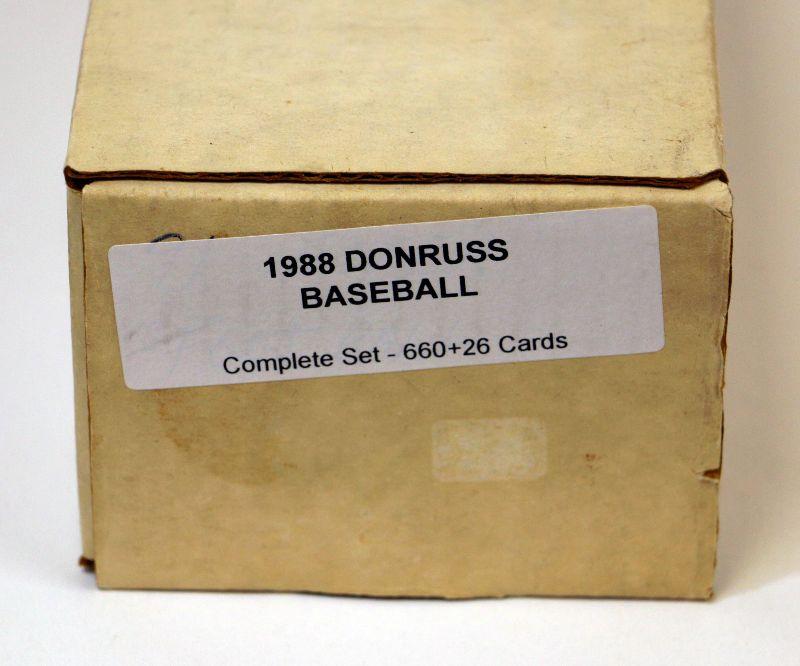 1988 DONRUSS
BASEBALL
Complete Set - 660+26 Cards